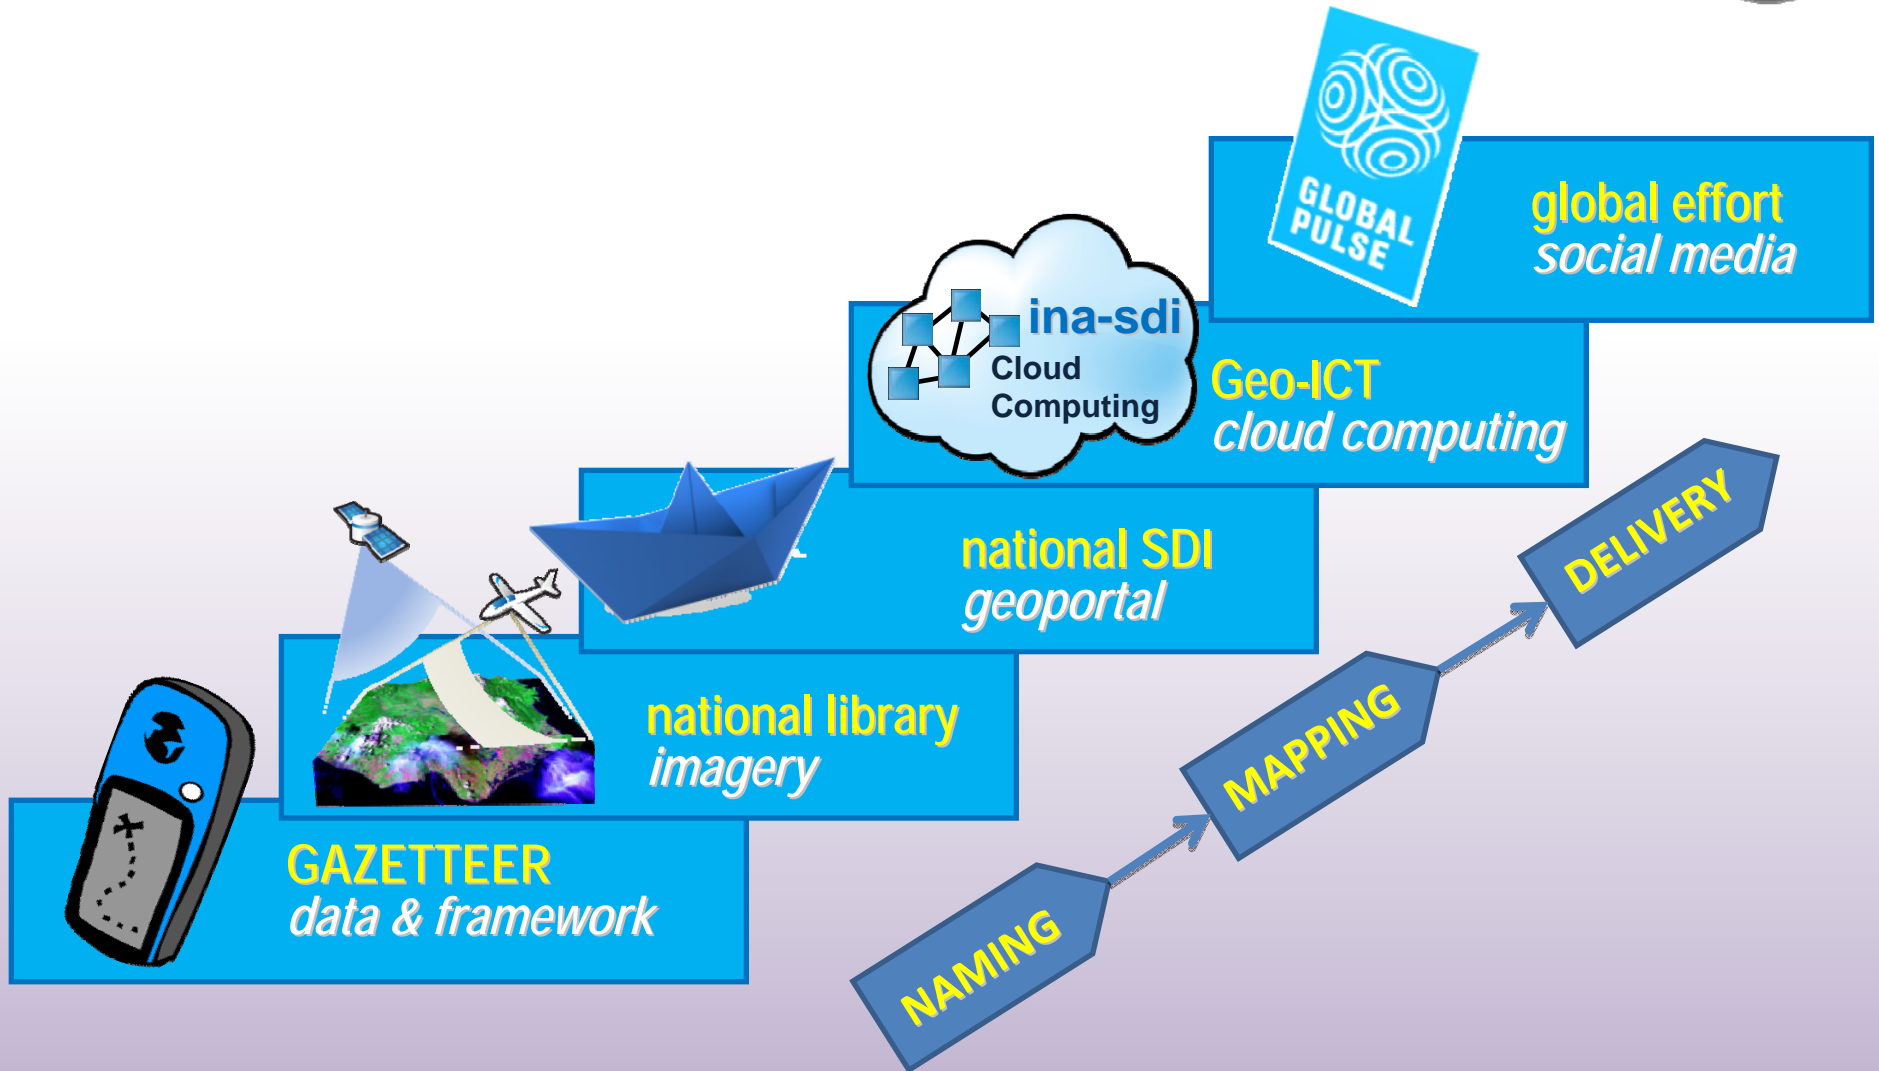 GLOBAL
PULSE
global effort
social media
ina-sdi
Cloud
Computing
Geo-ICT
cloud computing
national SDI
geoportal
national library
imagery
GAZETTEER
data & framework
DELIVERY
MAPPING
NAMING